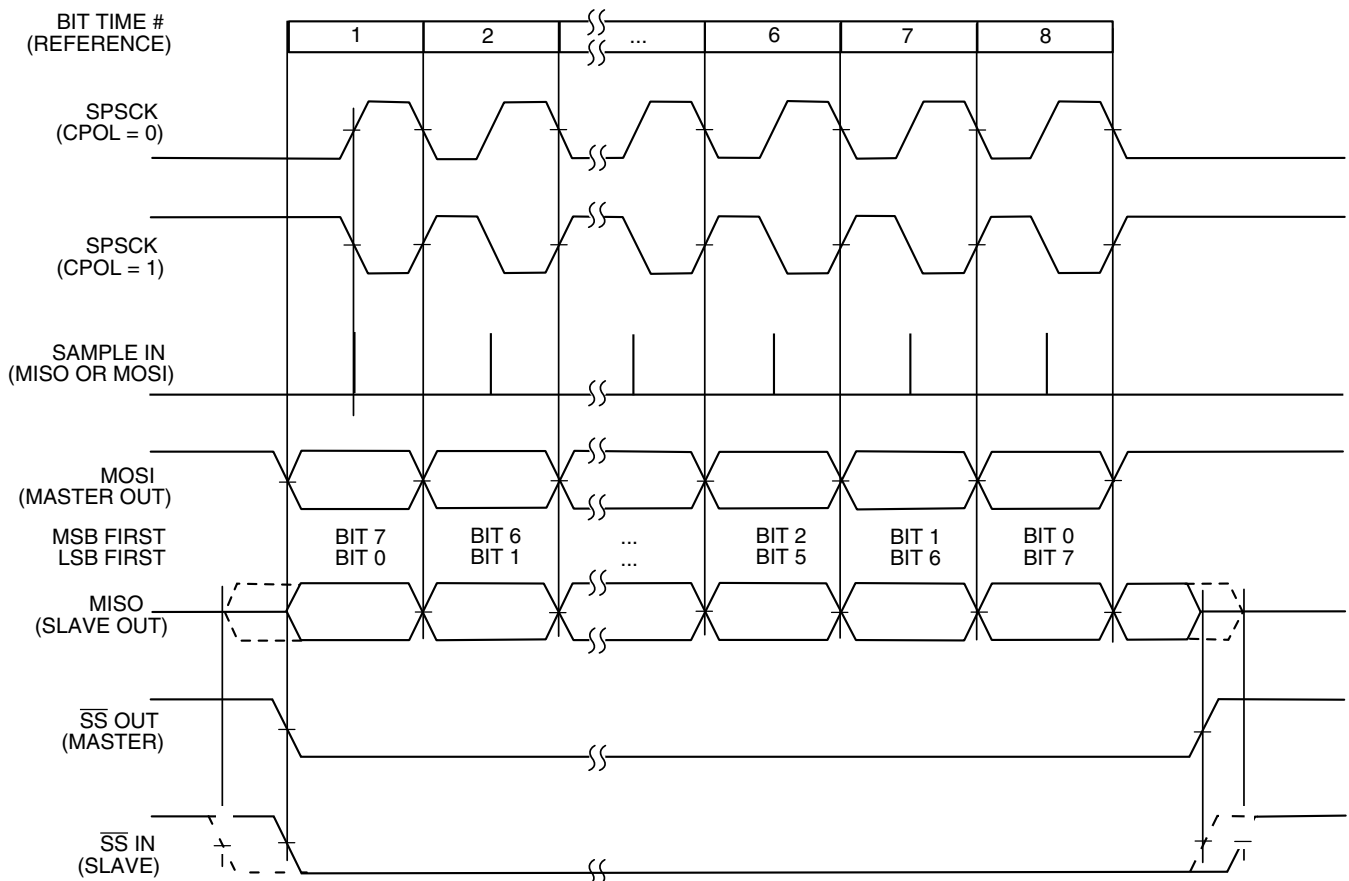 BIT TIME #
(REFERENCE)
1 2 ... 6 7 8
SPSCK
(CPOL = 0)
SPSCK
(CPOL = 1)
SAMPLE IN
(MISO OR MOSI)
MOSI
(MASTER OUT)
MSB FIRST BIT 7 BIT 6 ... BIT 2 BIT 1 BIT 0
LSB FIRST BIT 0 BIT 1 ... BIT 5 BIT 6 BIT 7
MISO
(SLAVE OUT)
S̅S̅ OUT
(MASTER)
S̅S̅ IN
(SLAVE)